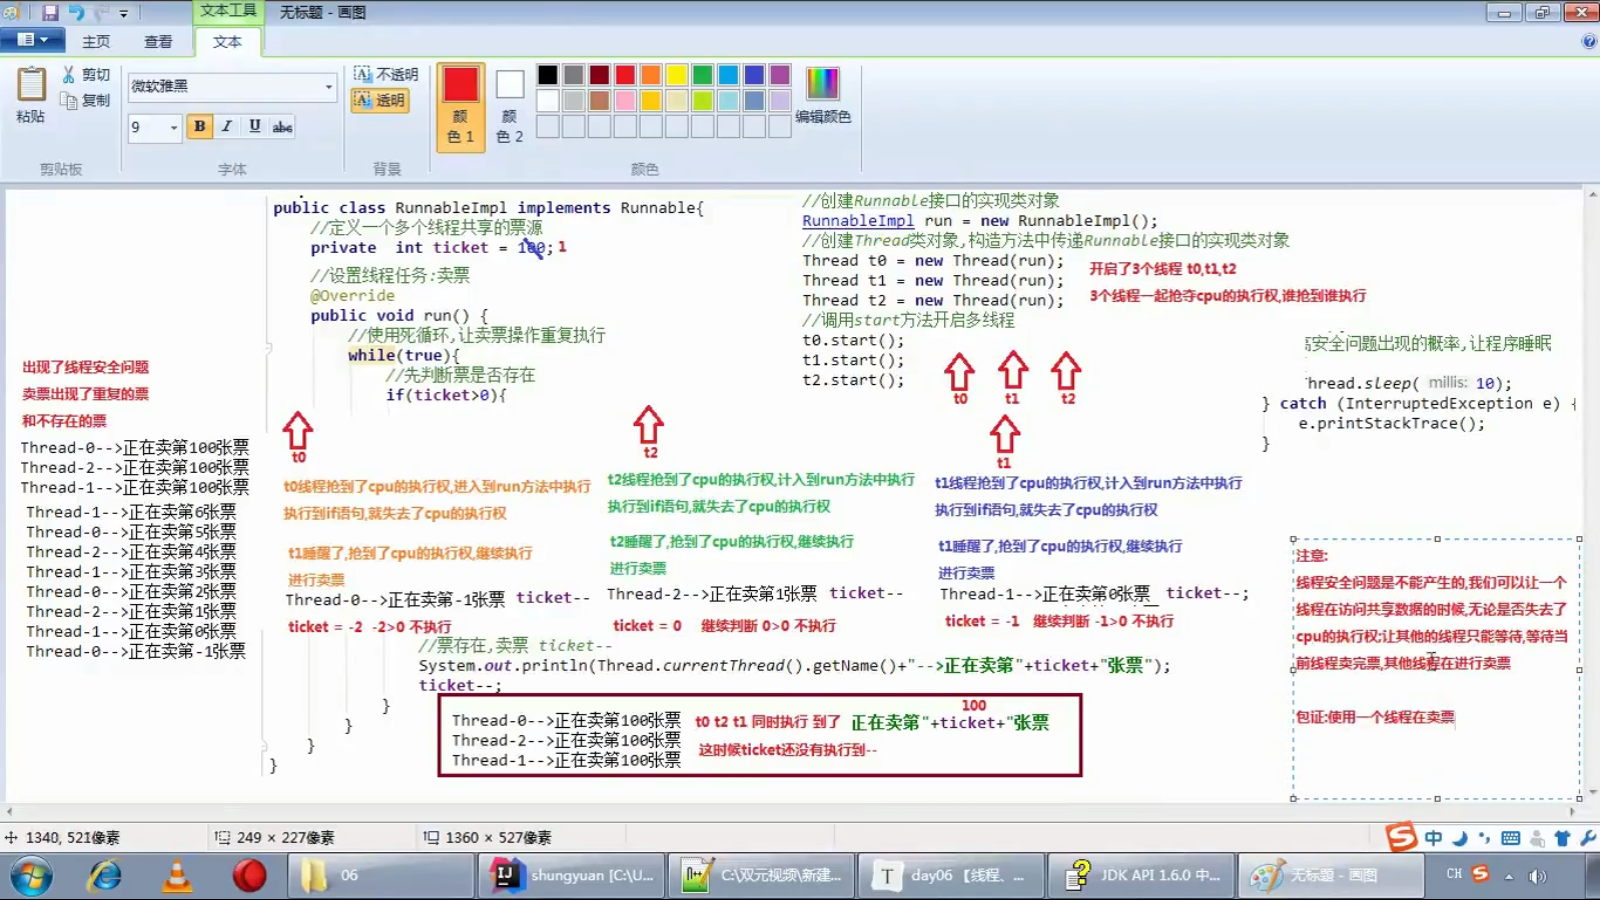 文本工具
无标题 - 画图
主页
查看
文本
粘贴
剪切
复制
剪贴板
微软雅黑
9
B I U abc
字体
不透明
透明
背景
颜色 1
颜色 2
编辑颜色
颜色
public class RunnableImpl implements Runnable{
//定义一个多个线程共享的票源
private int ticket = 100; 1
//设置线程任务:卖票
@Override
public void run() {
//使用死循环,让卖票操作重复执行
while(true){
//先判断票是否存在
if(ticket>0){
//创建Runnable接口的实现类对象
RunnableImpl run = new RunnableImpl();
//创建Thread类对象,构造方法中传递Runnable接口的实现类对象
Thread t0 = new Thread(run);
Thread t1 = new Thread(run);
Thread t2 = new Thread(run);
//调用start方法开启多线程
t0.start();
t1.start();
t2.start();
开启了3个线程 t0,t1,t2
3个线程一起抢夺cpu的执行权,谁抢到谁执行
t0
t1
t2
高安全问题出现的概率,让程序睡眠
Thread.sleep( millis: 10);
} catch (InterruptedException e) {
e.printStackTrace();
}
出现了线程安全问题
卖票出现了重复的票
和不存在的票
Thread-0-->正在卖第100张票
Thread-2-->正在卖第100张票
Thread-1-->正在卖第100张票
Thread-1-->正在卖第6张票
Thread-0-->正在卖第5张票
Thread-2-->正在卖第4张票
Thread-1-->正在卖第3张票
Thread-0-->正在卖第2张票
Thread-2-->正在卖第1张票
Thread-1-->正在卖第0张票
Thread-0-->正在卖第-1张票
t0
t0线程抢到了cpu的执行权,进入到run方法中执行
执行到if语句,就失去了cpu的执行权
t1睡醒了,抢到了cpu的执行权,继续执行
进行卖票
Thread-0-->正在卖第-1张票 ticket--
ticket = -2 -2>0 不执行
t2
t2线程抢到了cpu的执行权,计入到run方法中执行
执行到if语句,就失去了cpu的执行权
t2睡醒了,抢到了cpu的执行权,继续执行
进行卖票
Thread-2-->正在卖第1张票 ticket--
ticket = 0 继续判断 0>0 不执行
t1
t1线程抢到了cpu的执行权,计入到run方法中执行
执行到if语句,就失去了cpu的执行权
t1睡醒了,抢到了cpu的执行权,继续执行
进行卖票
Thread-1-->正在卖第0张票 ticket--;
ticket = -1 继续判断 -1>0 不执行
//票存在,卖票 ticket--
System.out.println(Thread.currentThread().getName()+"-->正在卖第"+ticket+"张票");
ticket--;
}
}
}
}
Thread-0-->正在卖第100张票
Thread-2-->正在卖第100张票
Thread-1-->正在卖第100张票
100
t0 t2 t1 同时执行 到了 正在卖第"+ticket+"张票
这时候ticket还没有执行到--
注意:
线程安全问题是不能产生的,我们可以让一个
线程在访问共享数据的时候,无论是否失去了
cpu的执行权;让其他的线程只能等待,等待当
前线程卖完票,其他线程在进行卖票
包证:使用一个线程在卖票
1340, 521像素
249 × 227像素
1360 × 527像素
中
06
shungyuan [C:\U...
C:\双元视频\新建...
day06 【线程、...
JDK API 1.6.0 中...
无标题 - 画图
CH